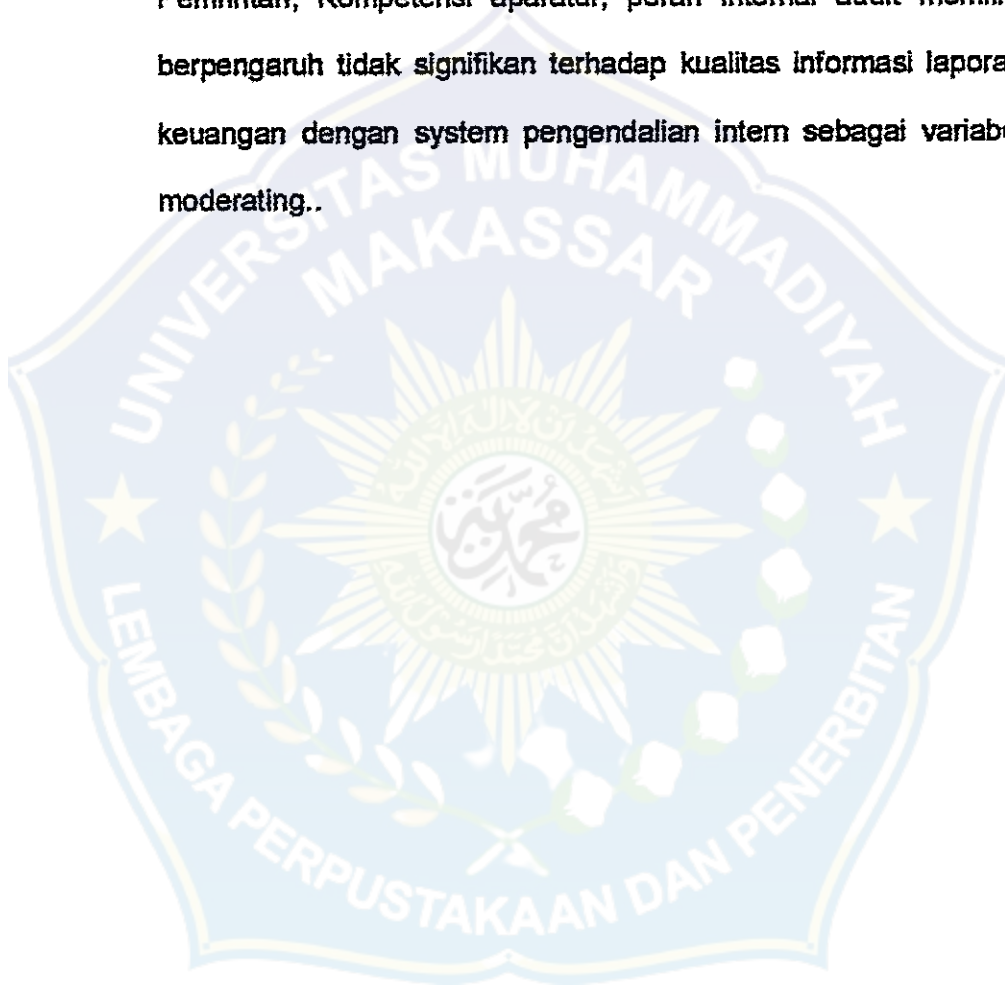 berpengaruh tidak signifikan terhadap kualitas informasi lapora
keuangan dengan system pengendalian intern sebagai variab
moderating..
UNIVERSITAS MUHAMMADIYAH
MAKASSAR
LEMBAGA PERPUSTAKAAN DAN PENERBITAN